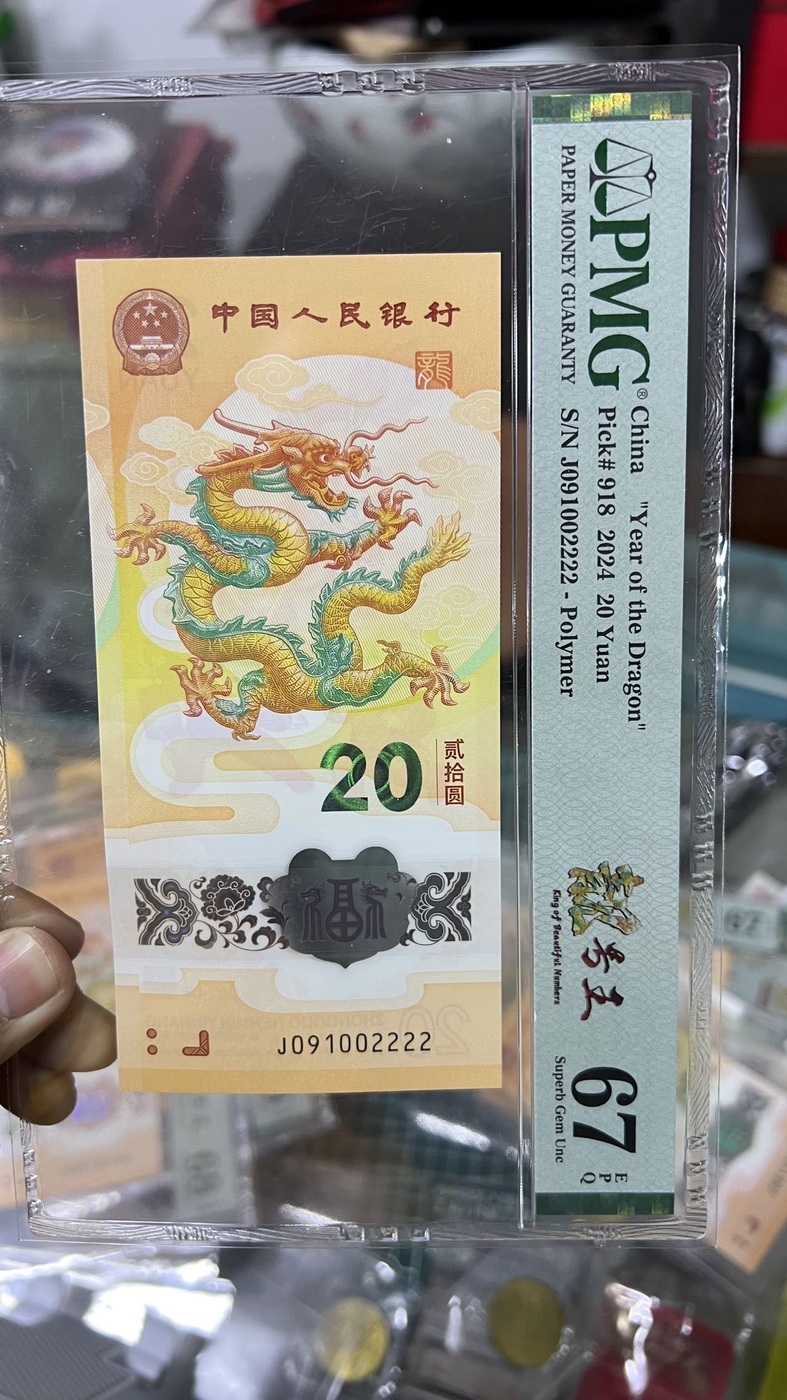 中国人民银行
龍
20
贰拾圆
福
J091002222
PMG®
PAPER MONEY GUARANTY
China "Year of the Dragon"
Pick# 918 2024 20 Yuan
S/N J091002222 - Polymer
King of Beautiful Numbers
67 EPQ
Superb Gem Unc